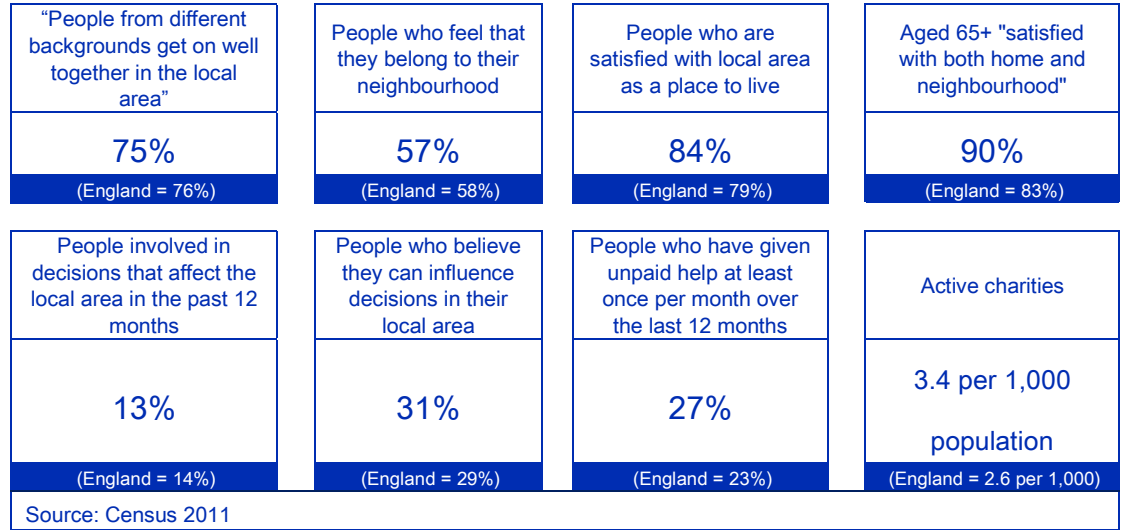 “People from different
backgrounds get on well
together in the local
area”
75%
(England = 76%)
People who feel that
they belong to their
neighbourhood
57%
(England = 58%)
People who are
satisfied with local area
as a place to live
84%
(England = 79%)
Aged 65+ "satisfied
with both home and
neighbourhood"
90%
(England = 83%)
People involved in
decisions that affect the
local area in the past 12
months
13%
(England = 14%)
People who believe
they can influence
decisions in their
local area
31%
(England = 29%)
People who have given
unpaid help at least
once per month over
the last 12 months
27%
(England = 23%)
Active charities
3.4 per 1,000
population
(England = 2.6 per 1,000)
Source: Census 2011